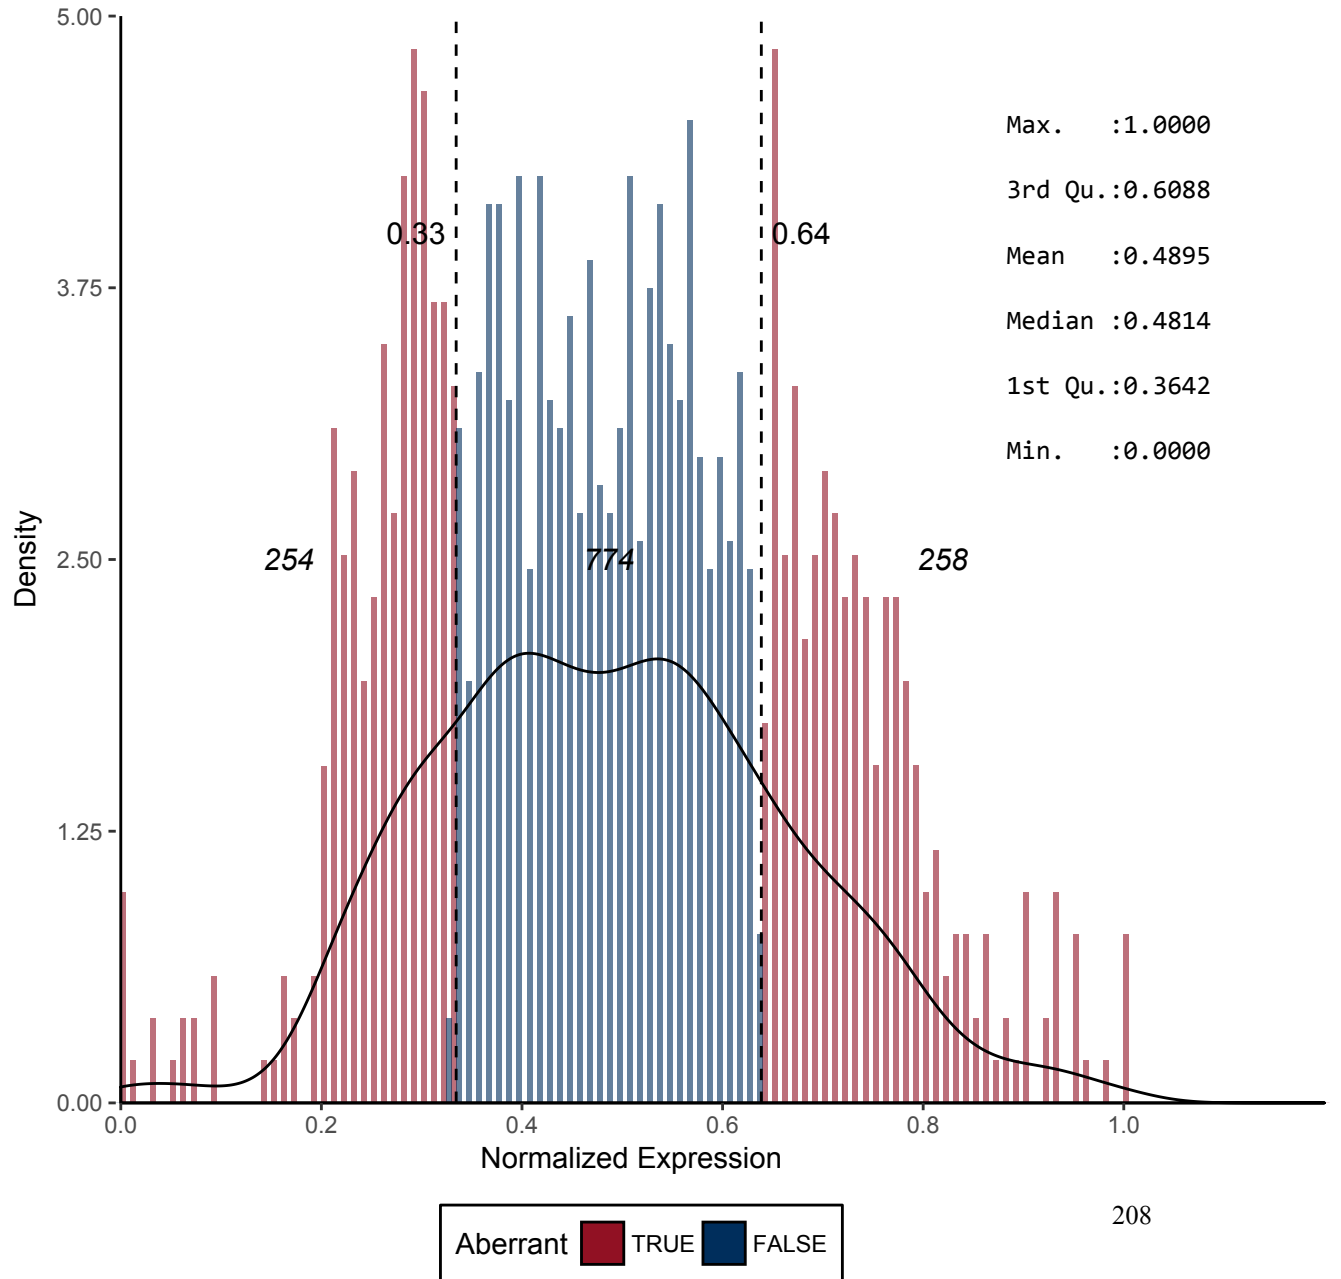 5.00
Max. :1.0000
3rd Qu.:0.6088
0.33
0.64
Mean :0.4895
3.75
Median :0.4814
1st Qu.:0.3642
Min. :0.0000
254
774
258
2.50
Density
1.25
0.00
0.0 0.2 0.4 0.6 0.8 1.0
Normalized Expression
208
Aberrant TRUE FALSE